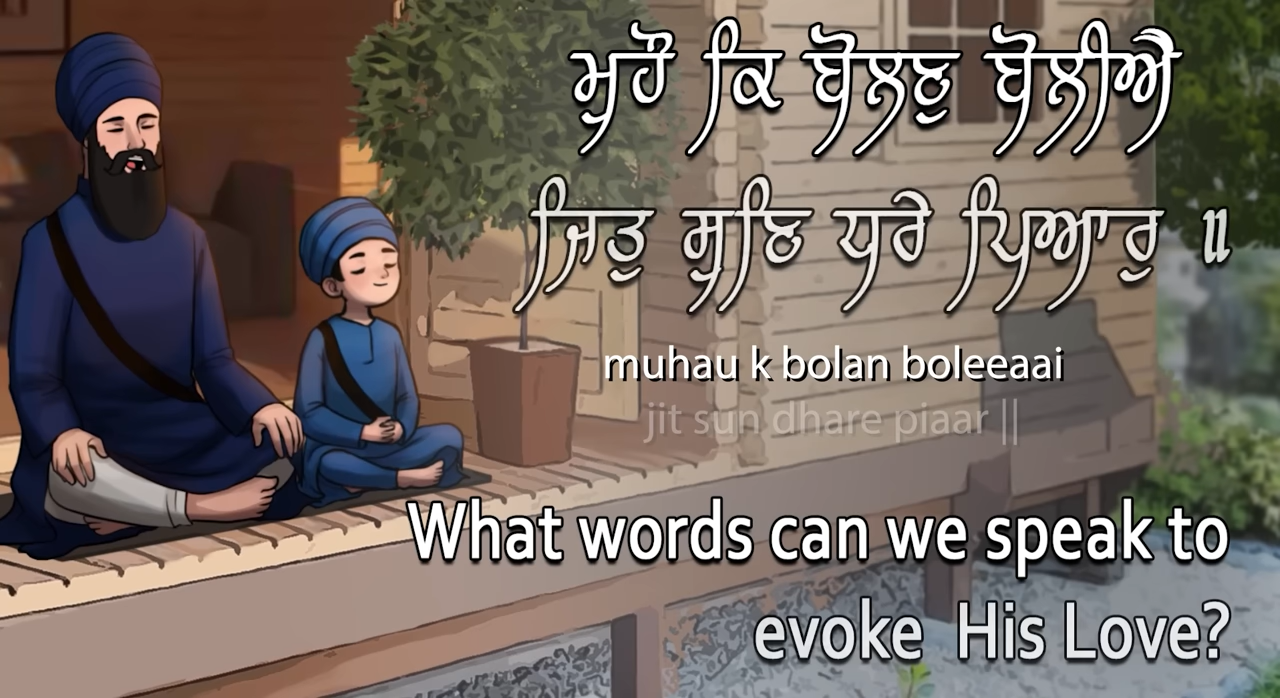 ਮੁਹੌ ਕਿ ਬੋਲਣੁ ਬੋਲੀਐ
ਜਿਤੁ ਸੁਣਿ ਧਰੇ ਪਿਆਰੁ ॥
muhau k bolan boleeaai
jit sun dhare piaar ||
What words can we speak to
evoke His Love?